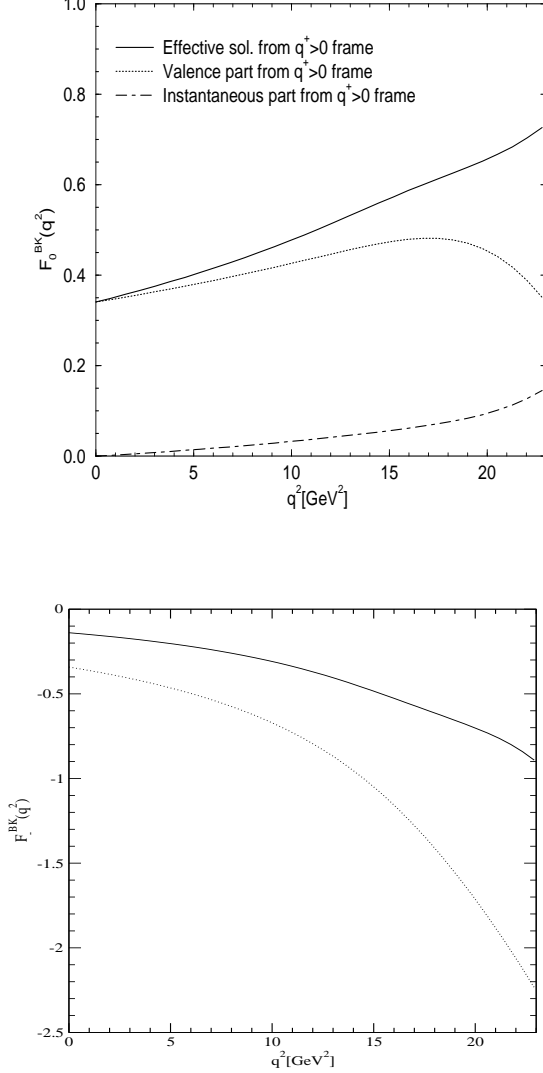 1.0
Effective sol. from q⁺>0 frame
Valence part from q⁺>0 frame
Instantaneous part from q⁺>0 frame
0.8
0.6
F₀ᴮᴷ(q²)
0.4
0.2
0.0
0 5 10 15 20
q²[GeV²]
0
-0.5
-1
F₋ᴮᴷ(q²)
-1.5
-2
-2.5
0 5 10 15 20
q²[GeV²]